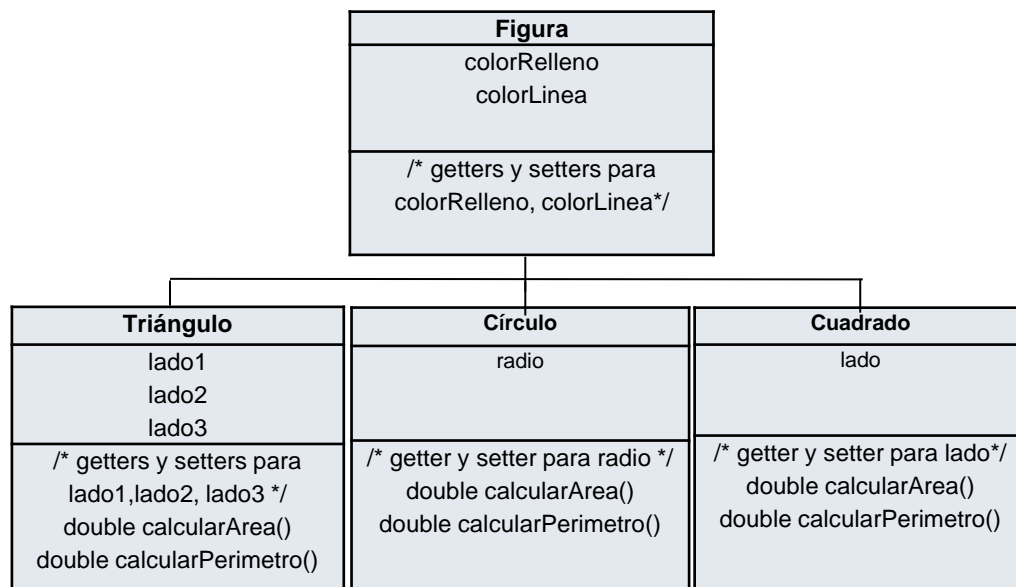 Figura
colorRelleno
colorLinea
/* getters y setters para
colorRelleno, colorLinea*/
Triángulo
lado1
lado2
lado3
/* getters y setters para
lado1,lado2, lado3 */
double calcularArea()
double calcularPerimetro()
Círculo
radio
/* getter y setter para radio */
double calcularArea()
double calcularPerimetro()
Cuadrado
lado
/* getter y setter para lado*/
double calcularArea()
double calcularPerimetro()